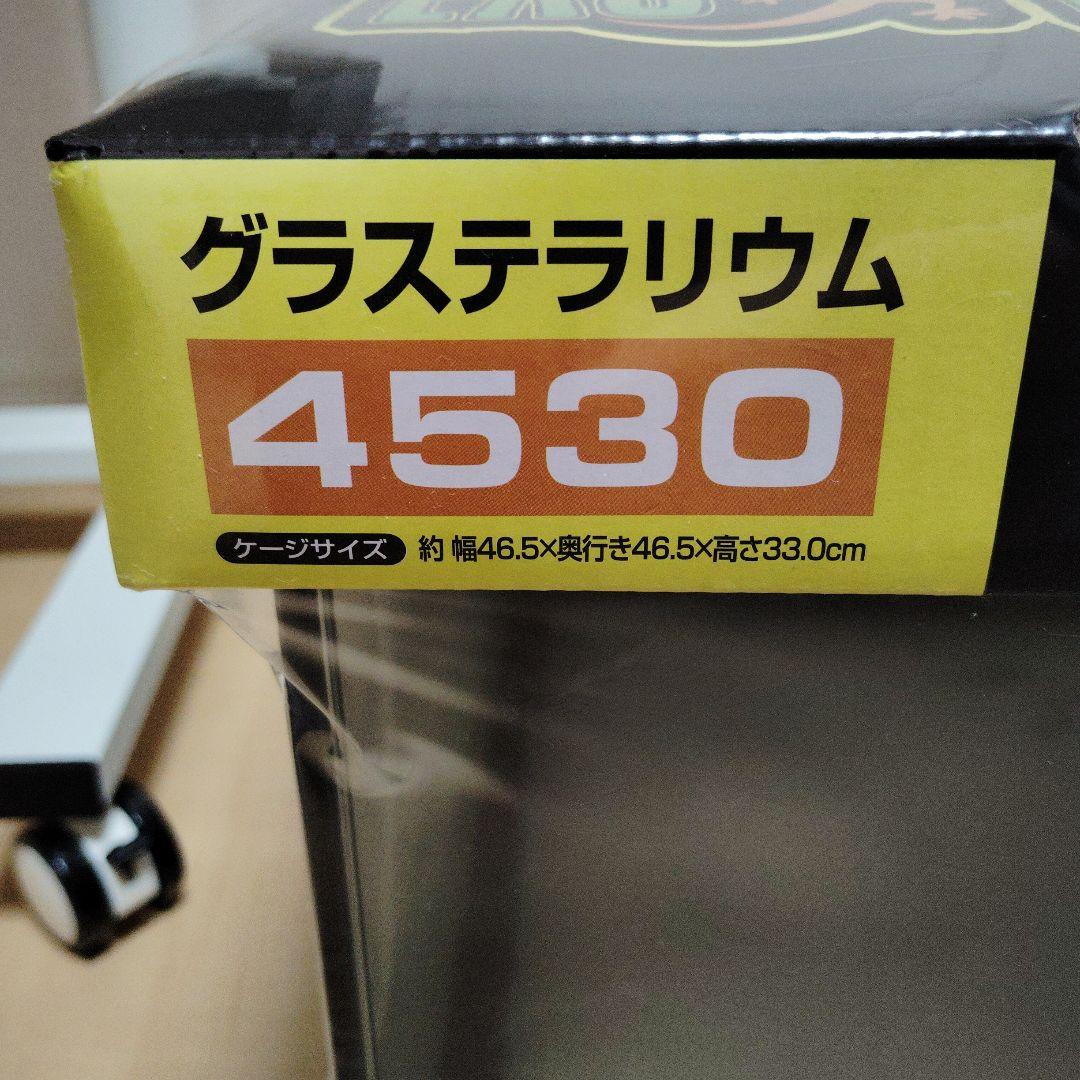 グラステラリウム
4530
ケージサイズ 約 幅46.5×奥行き46.5×高さ33.0cm